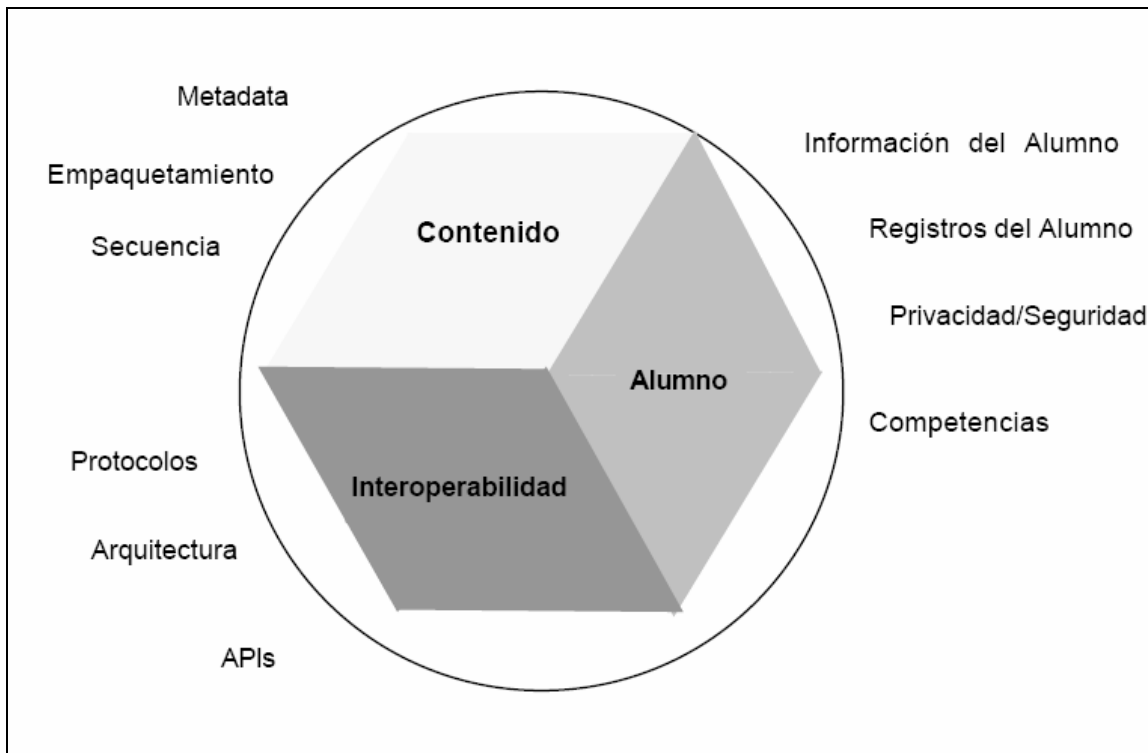 Metadata
Empaquetamiento
Secuencia
Contenido
Información del Alumno
Registros del Alumno
Privacidad/Seguridad
Competencias
Alumno
Interoperabilidad
Protocolos
Arquitectura
APIs